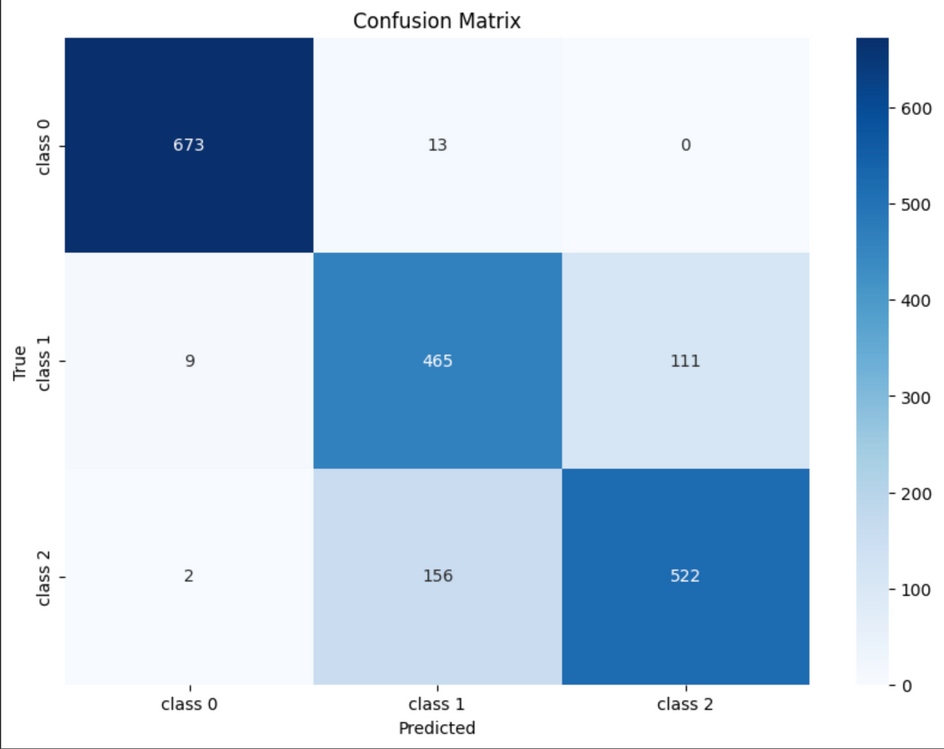 Confusion Matrix
class 0
673
13
0
True
class 1
9
465
111
class 2
2
156
522
class 0
class 1
class 2
Predicted
600
500
400
300
200
100
0